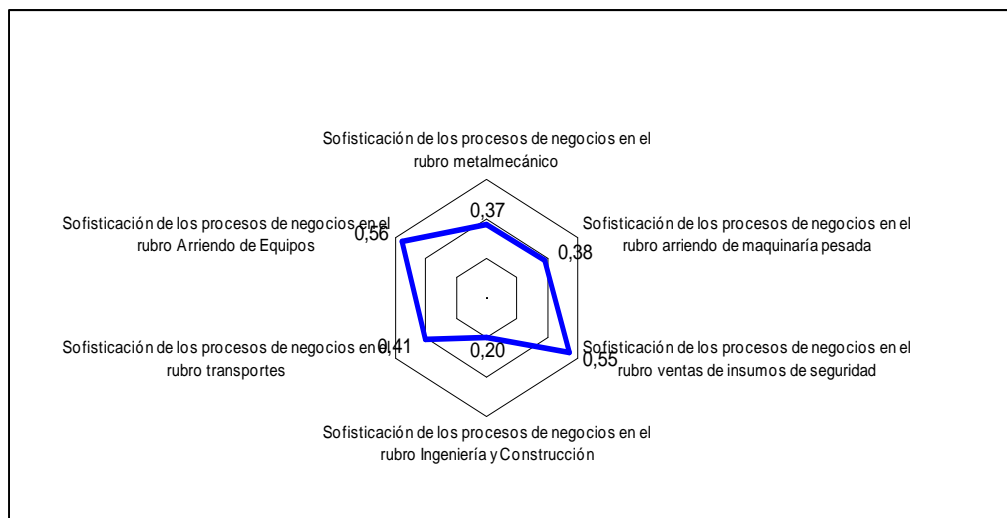 Sofisticación de los procesos de negocios en el
rubro metalmecánico
0,37
Sofisticación de los procesos de negocios en el
rubro arriendo de maquinaría pesada
0,38
Sofisticación de los procesos de negocios en el
rubro ventas de insumos de seguridad
0,55
Sofisticación de los procesos de negocios en el
rubro Ingeniería y Construcción
0,20
Sofisticación de los procesos de negocios en el
rubro transportes
0,41
Sofisticación de los procesos de negocios en el
rubro Arriendo de Equipos
0,56